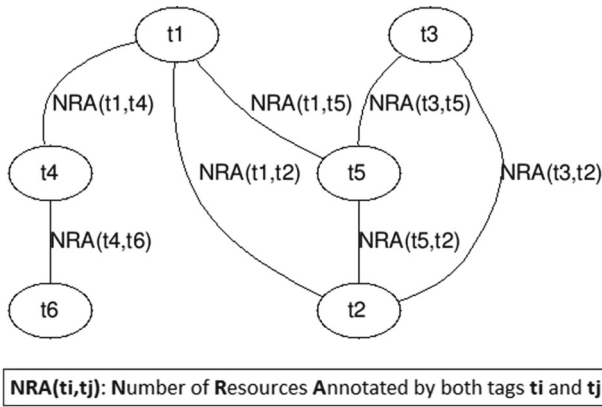 t1
t3
NRA(t1,t4)
NRA(t1,t5)
NRA(t3,t5)
t4
NRA(t1,t2)
t5
NRA(t3,t2)
NRA(t4,t6)
NRA(t5,t2)
t6
t2
NRA(ti,tj): Number of Resources Annotated by both tags ti and tj